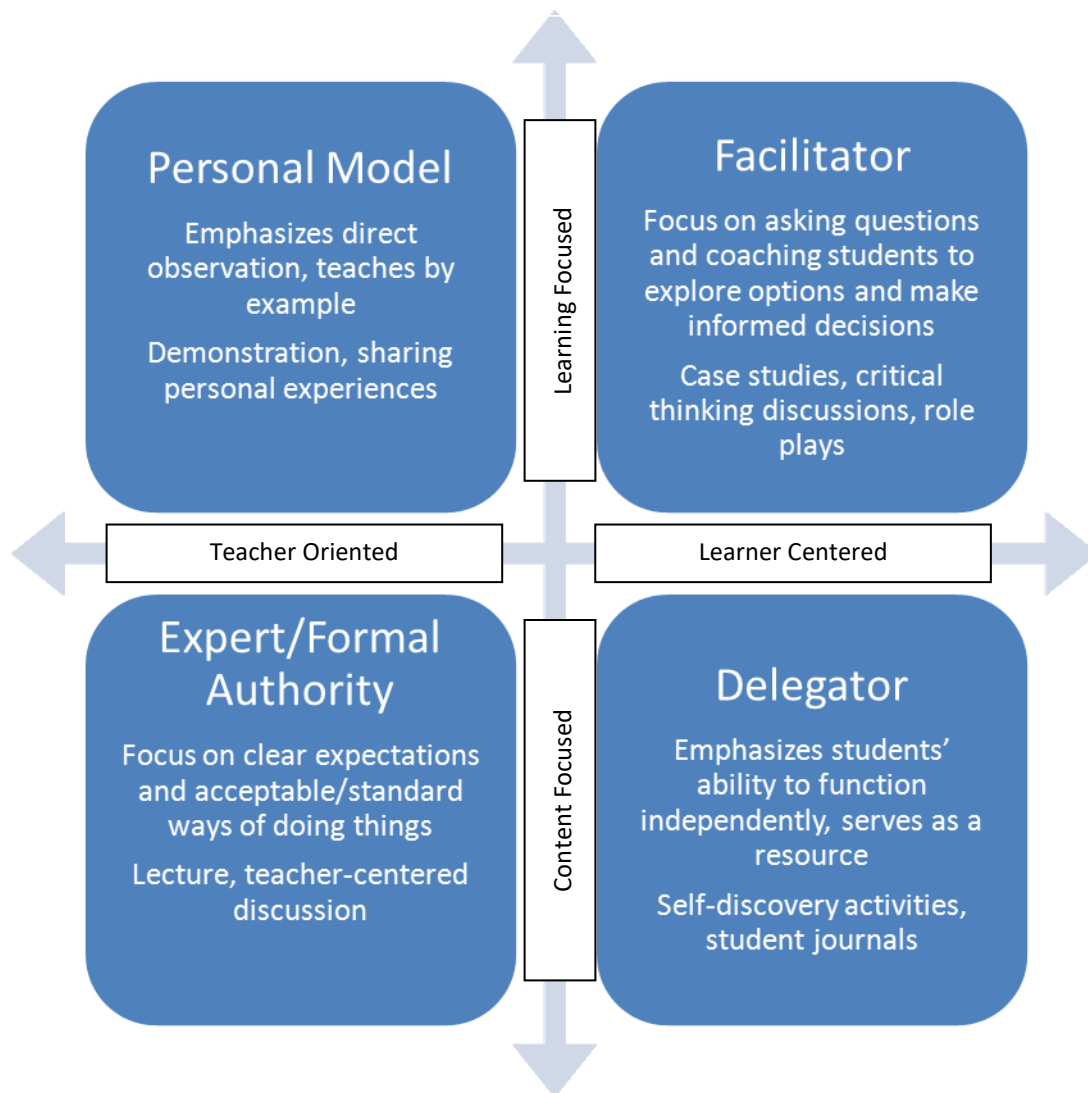 Personal Model
Emphasizes direct
observation, teaches by
example
Demonstration, sharing
personal experiences
Learning Focused
Facilitator
Focus on asking questions
and coaching students to
explore options and make
informed decisions
Case studies, critical
thinking discussions, role
plays
Teacher Oriented
Learner Centered
Expert/Formal
Authority
Focus on clear expectations
and acceptable/standard
ways of doing things
Lecture, teacher-centered
discussion
Content Focused
Delegator
Emphasizes students’
ability to function
independently, serves as a
resource
Self-discovery activities,
student journals